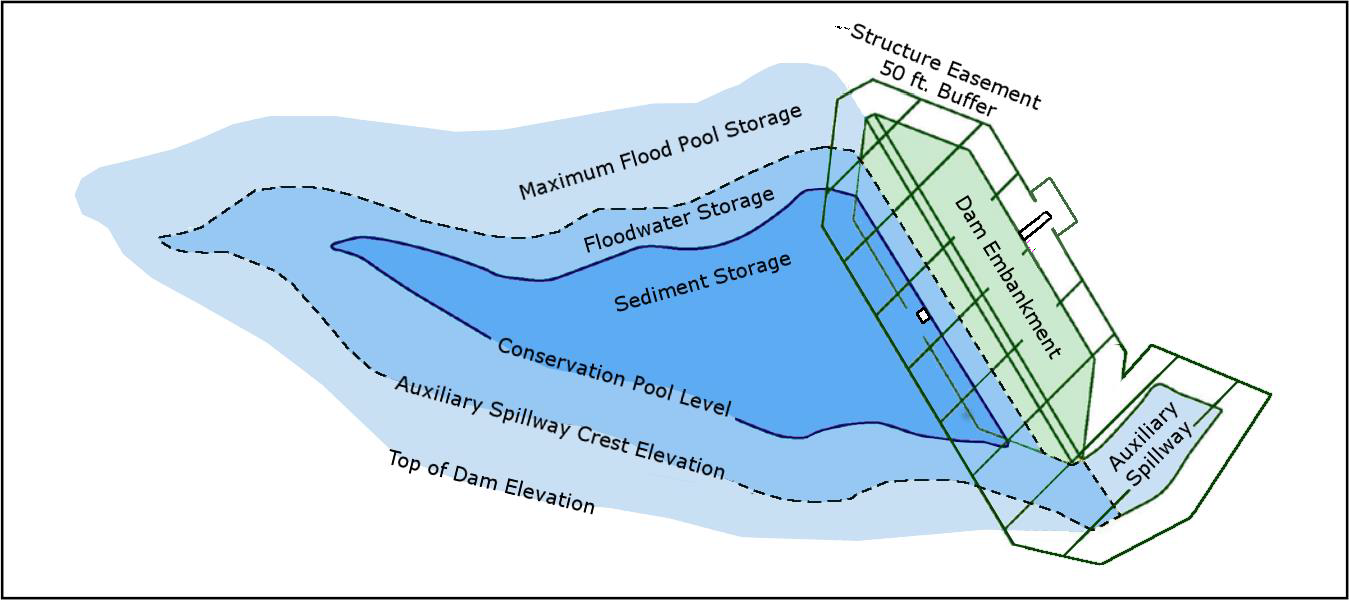 Structure Easement
50 ft. Buffer
Maximum Flood Pool Storage
Floodwater Storage
Sediment Storage
Dam Embankment
Conservation Pool Level
Auxiliary Spillway Crest Elevation
Top of Dam Elevation
Auxiliary
Spillway